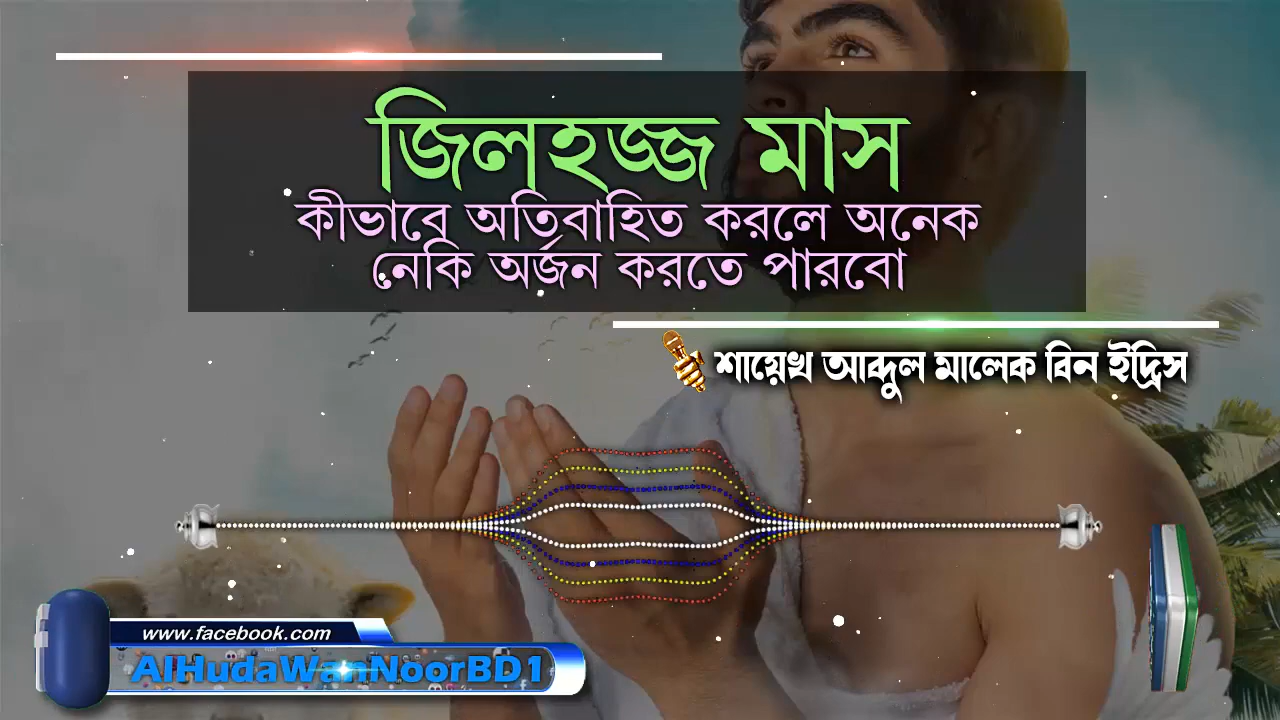 জিলহজ্জ মাস
কীভাবে অতিবাহিত করলে অনেক
নেকি অর্জন করতে পারবো
শায়েখ আব্দুল মালেক বিন ইদ্রিস
www.facebook.com
AlHudaWanNoorBD1